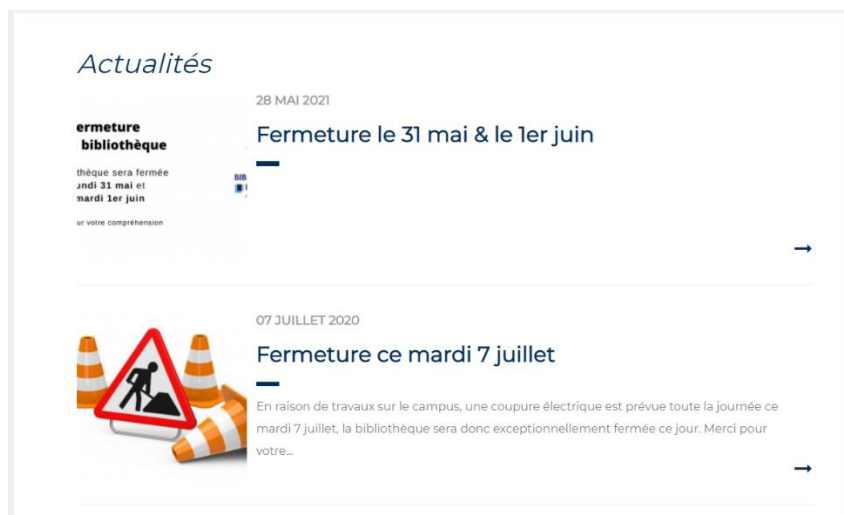 Actualités
28 MAI 2021
Fermeture le 31 mai & le 1er juin
ermeture
bibliothèque
thèque sera fermée
undi 31 mai et
mardi 1er juin
ur votre compréhension
BIB
07 JUILLET 2020
Fermeture ce mardi 7 juillet
En raison de travaux sur le campus, une coupure électrique est prévue toute la journée ce
mardi 7 juillet, la bibliothèque sera donc exceptionnellement fermée ce jour. Merci pour
votre...